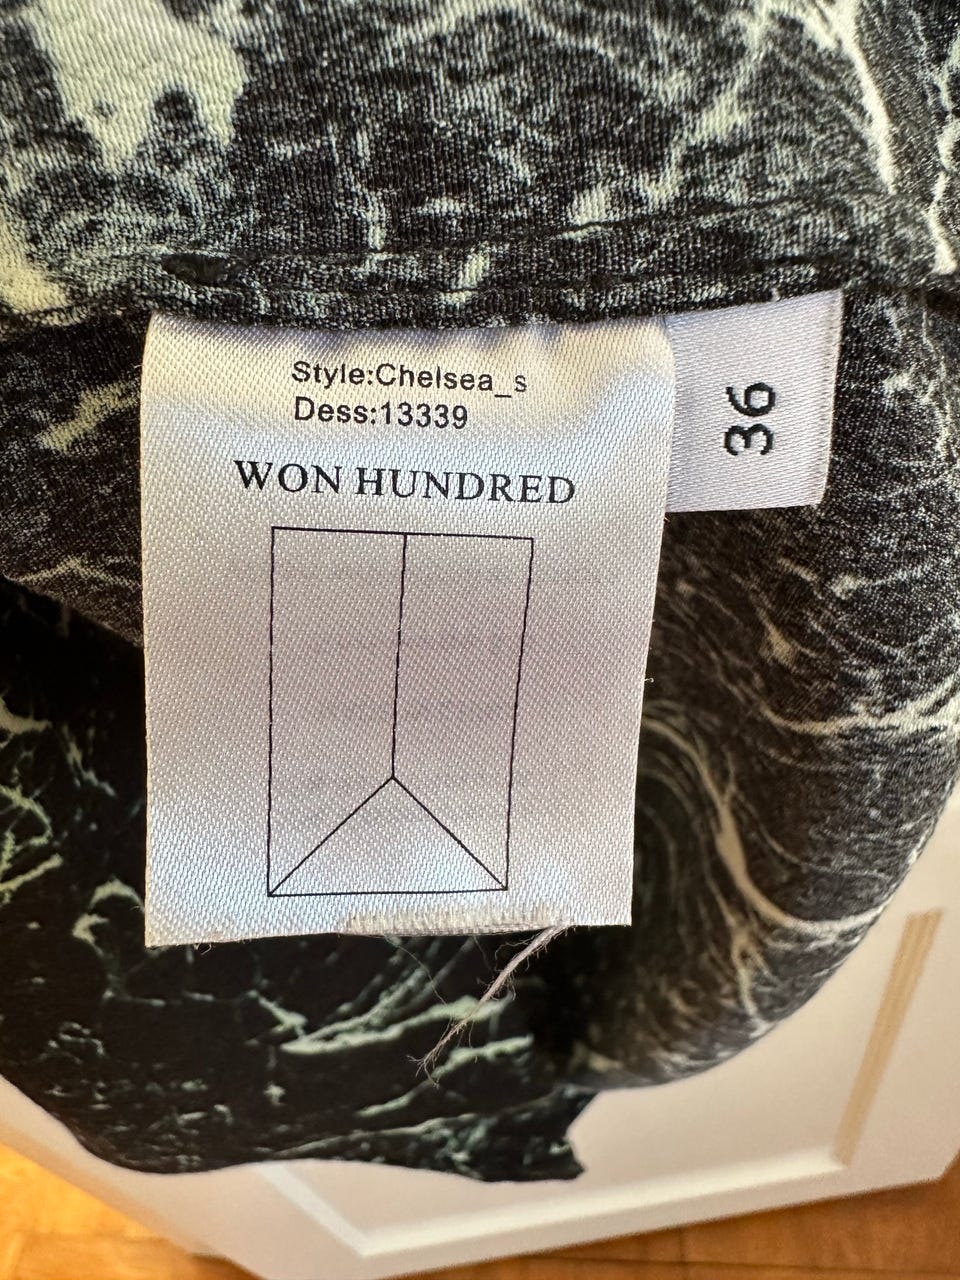 Style:Chelsea_s
Dess:13339
WON HUNDRED
36